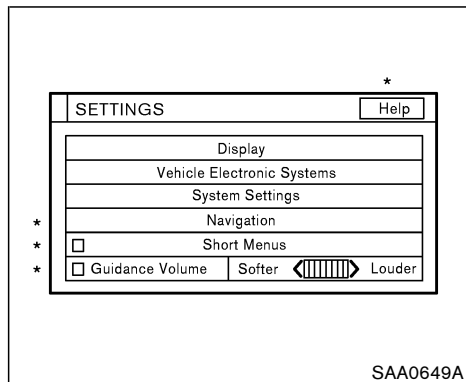 *
SETTINGS Help
Display
Vehicle Electronic Systems
System Settings
* Navigation
* Short Menus
* Guidance Volume Softer Louder
SAA0649A